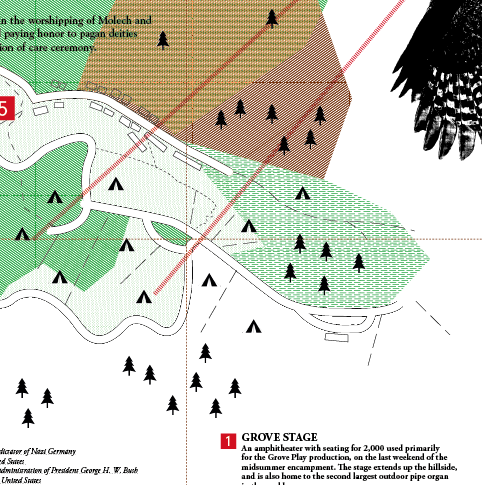 in the worshipping of Molech and
paying honor to pagan deities
ion of care ceremony.
5
dictator of Nazi Germany
ed States
administration of President George H. W. Bush
United States
1 GROVE STAGE
An amphitheater with seating for 2,000 used primarily
for the Grove Play production, on the last weekend of the
midsummer encampment. The stage extends up the hillside,
and is also home to the second largest outdoor pipe organ